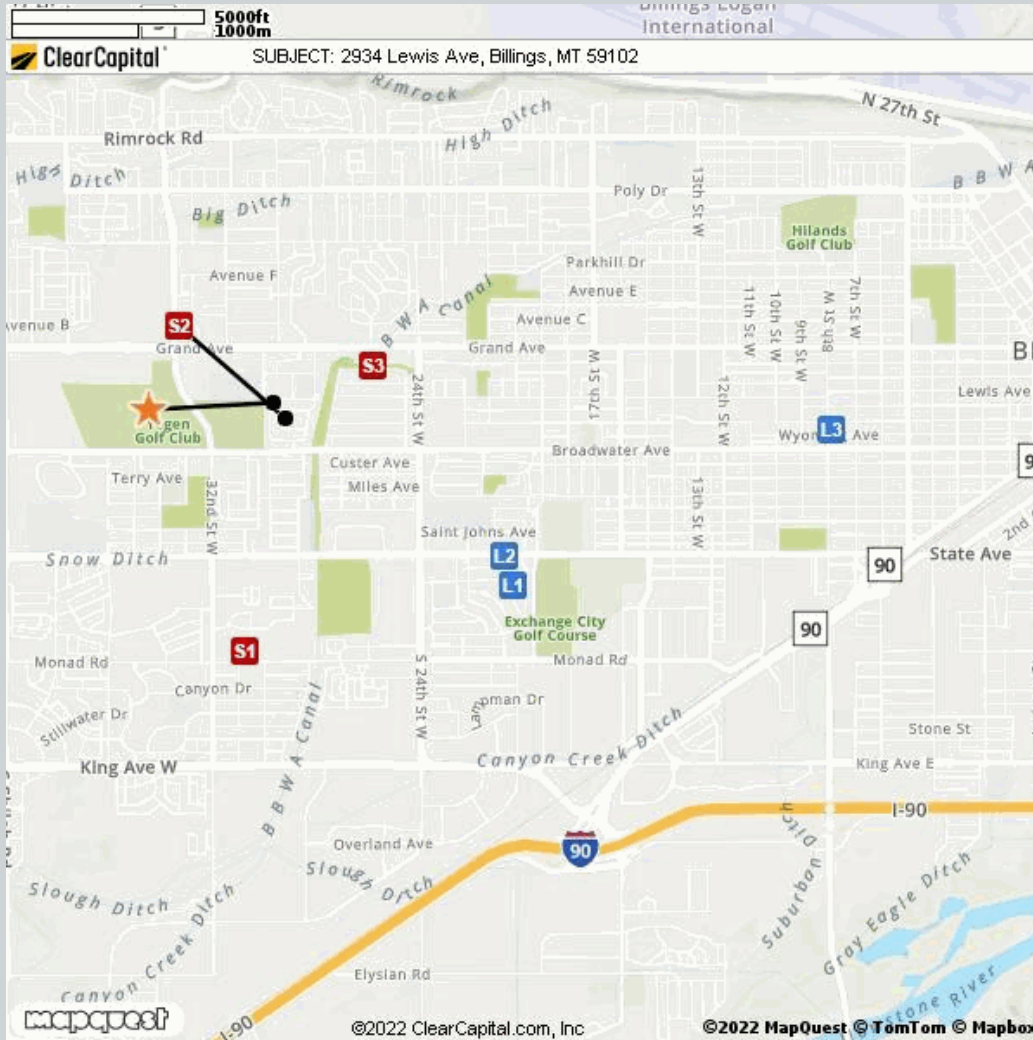 Billings Logan
International
5000ft
1000m
ClearCapital
SUBJECT: 2934 Lewis Ave, Billings, MT 59102
Rimrock
N 27th St
Rimrock Rd
High Ditch
Ditch
B B W A
Poly Dr
13th St W
Big Ditch
Hilands
Golf Club
Parkhill Dr
Avenue F
Avenue E
B W A Canal
7th St W
8th St W
11th St W
10th St W
9th St W
Avenue C
Avenue B
S2
Grand Ave
Grand Ave
S3
17th St W
24th St W
12th St W
Lewis Ave
Golf Club
L3
Ave
Broadwater Ave
Custer Ave
Terry Ave
Miles Ave
32nd St W
13th St W
2nd
Saint Johns Ave
Snow Ditch
L2
State Ave
90
L1
Exchange City
Golf Course
90
S1
Monad Rd
Monad Rd
Canyon Dr
S 24th St W
pman Dr
Stillwater Dr
Stone St
King Ave W
Canyon Creek Ditch
King Ave E
B B W A Canal
I-90
90
Overland Ave
Slough Ditch
Slough Ditch
Suburban Ditch
Gray Eagle Ditch
Canyon Creek Ditch
Elysian Rd
I-90
mapquest
©2022 ClearCapital.com, Inc
©2022 MapQuest © TomTom © Mapbox